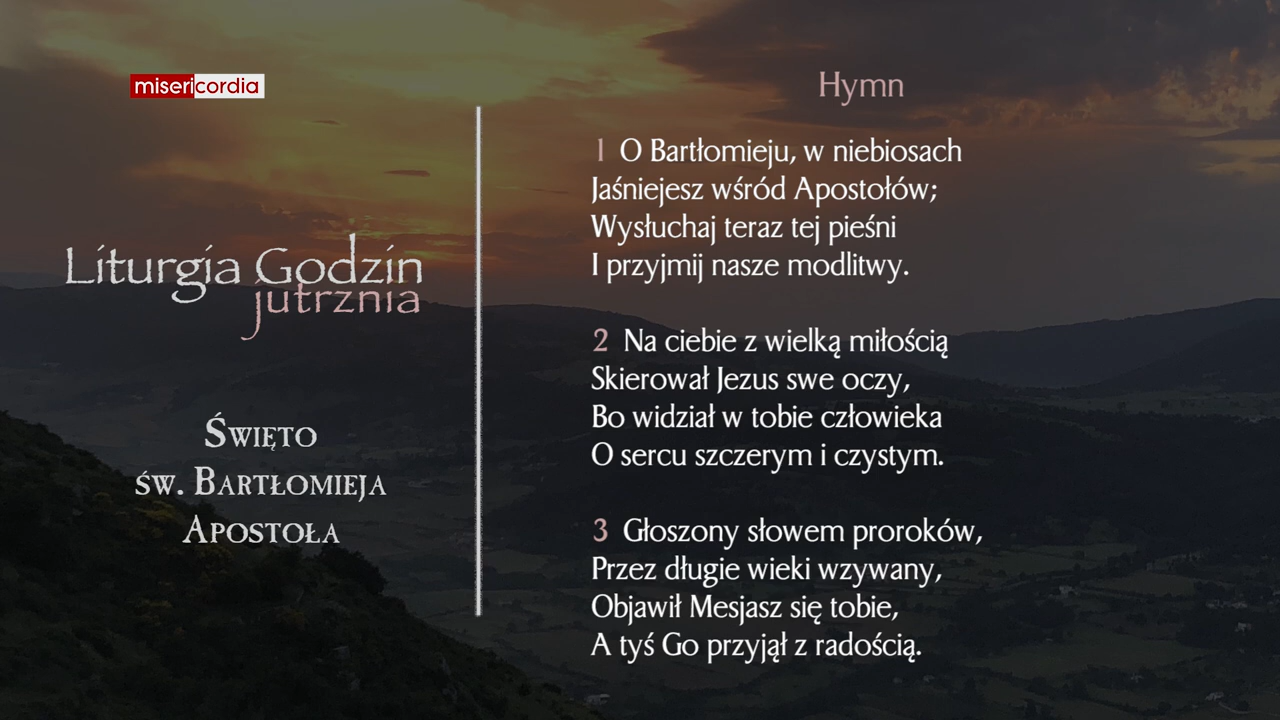 misericordia
Liturgia Godzin
jutrznia
Święto
św. Bartłomieja
Apostoła
Hymn
1 O Bartłomieju, w niebiosach
Jaśniejesz wśród Apostołów;
Wysłuchaj teraz tej pieśni
I przyjmij nasze modlitwy.
2 Na ciebie z wielką miłością
Skierował Jezus swe oczy,
Bo widział w tobie człowieka
O sercu szczerym i czystym.
3 Głoszony słowem proroków,
Przez długie wieki wzywany,
Objawił Mesjasz się tobie,
A tyś Go przyjął z radością.